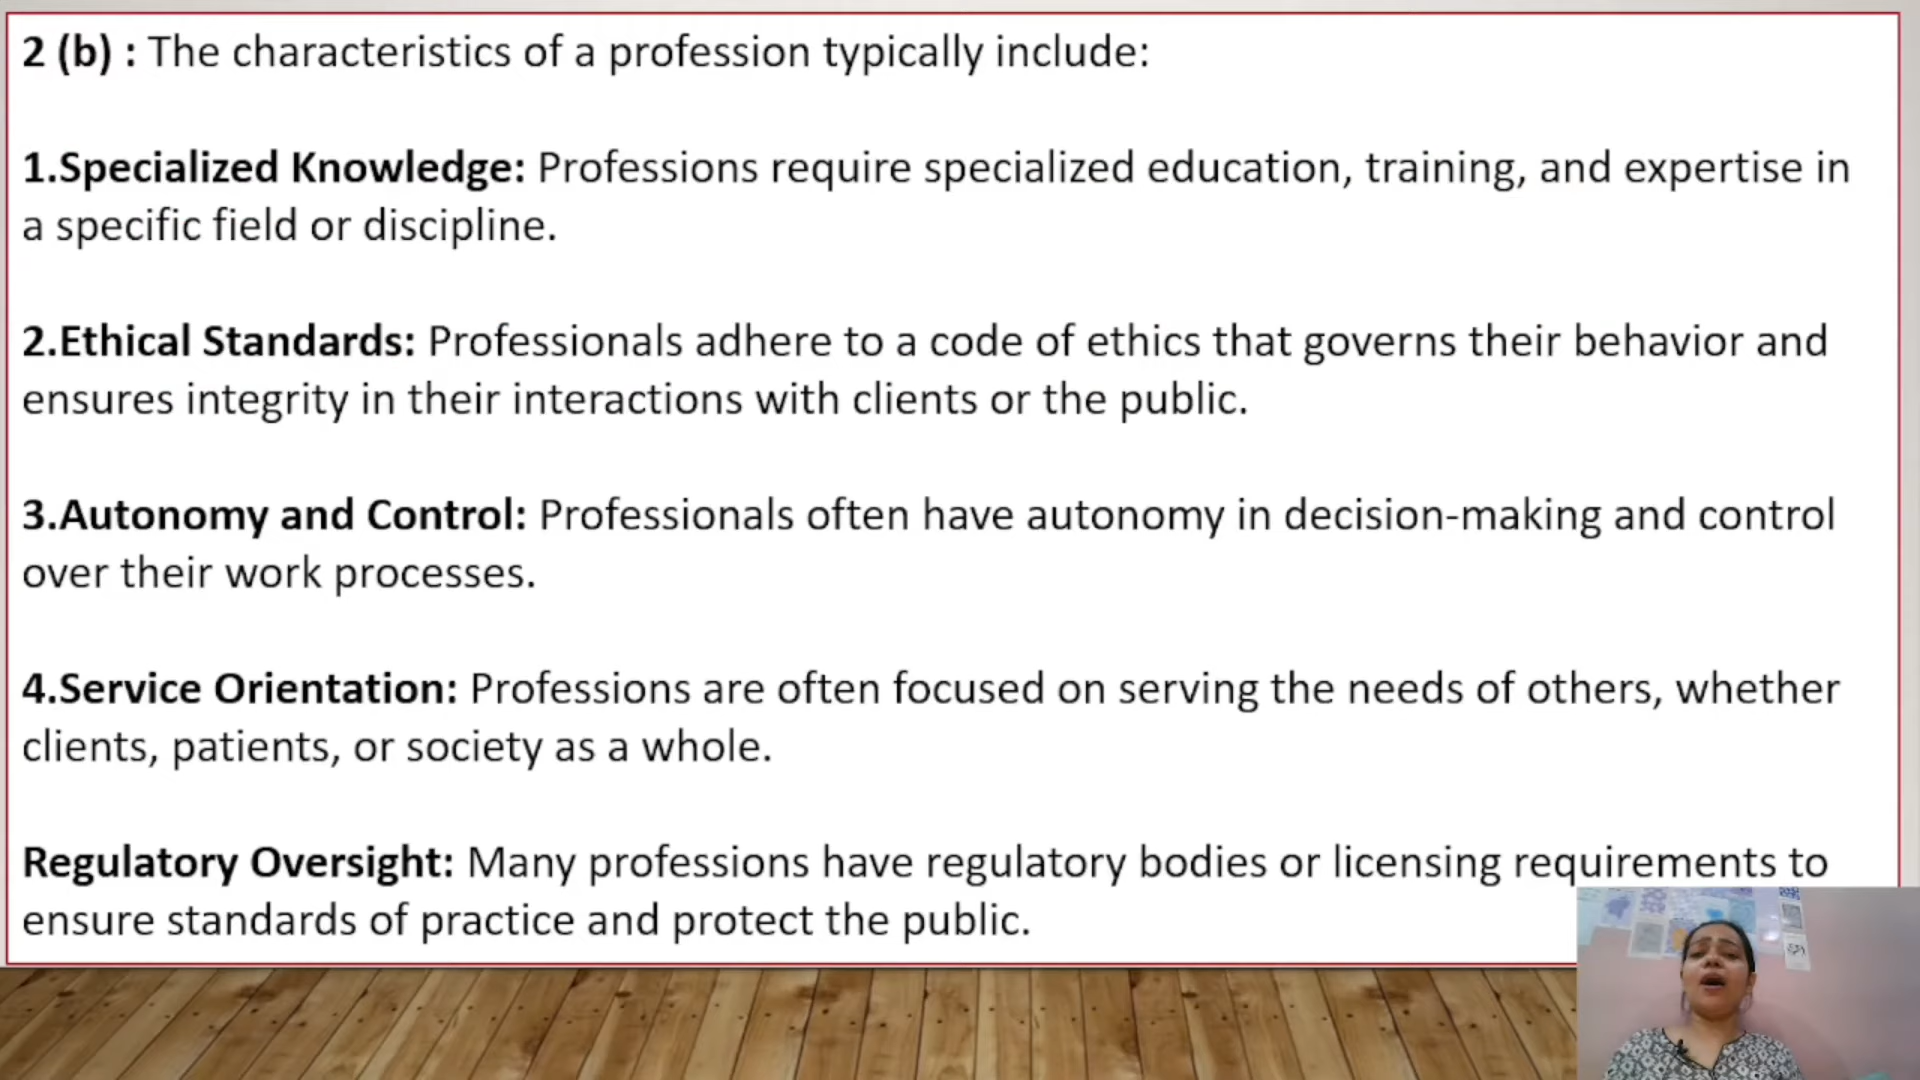 2 (b) : The characteristics of a profession typically include:
1.Specialized Knowledge: Professions require specialized education, training, and expertise in
a specific field or discipline.
2.Ethical Standards: Professionals adhere to a code of ethics that governs their behavior and
ensures integrity in their interactions with clients or the public.
3.Autonomy and Control: Professionals often have autonomy in decision-making and control
over their work processes.
4.Service Orientation: Professions are often focused on serving the needs of others, whether
clients, patients, or society as a whole.
Regulatory Oversight: Many professions have regulatory bodies or licensing requirements to
ensure standards of practice and protect the public.